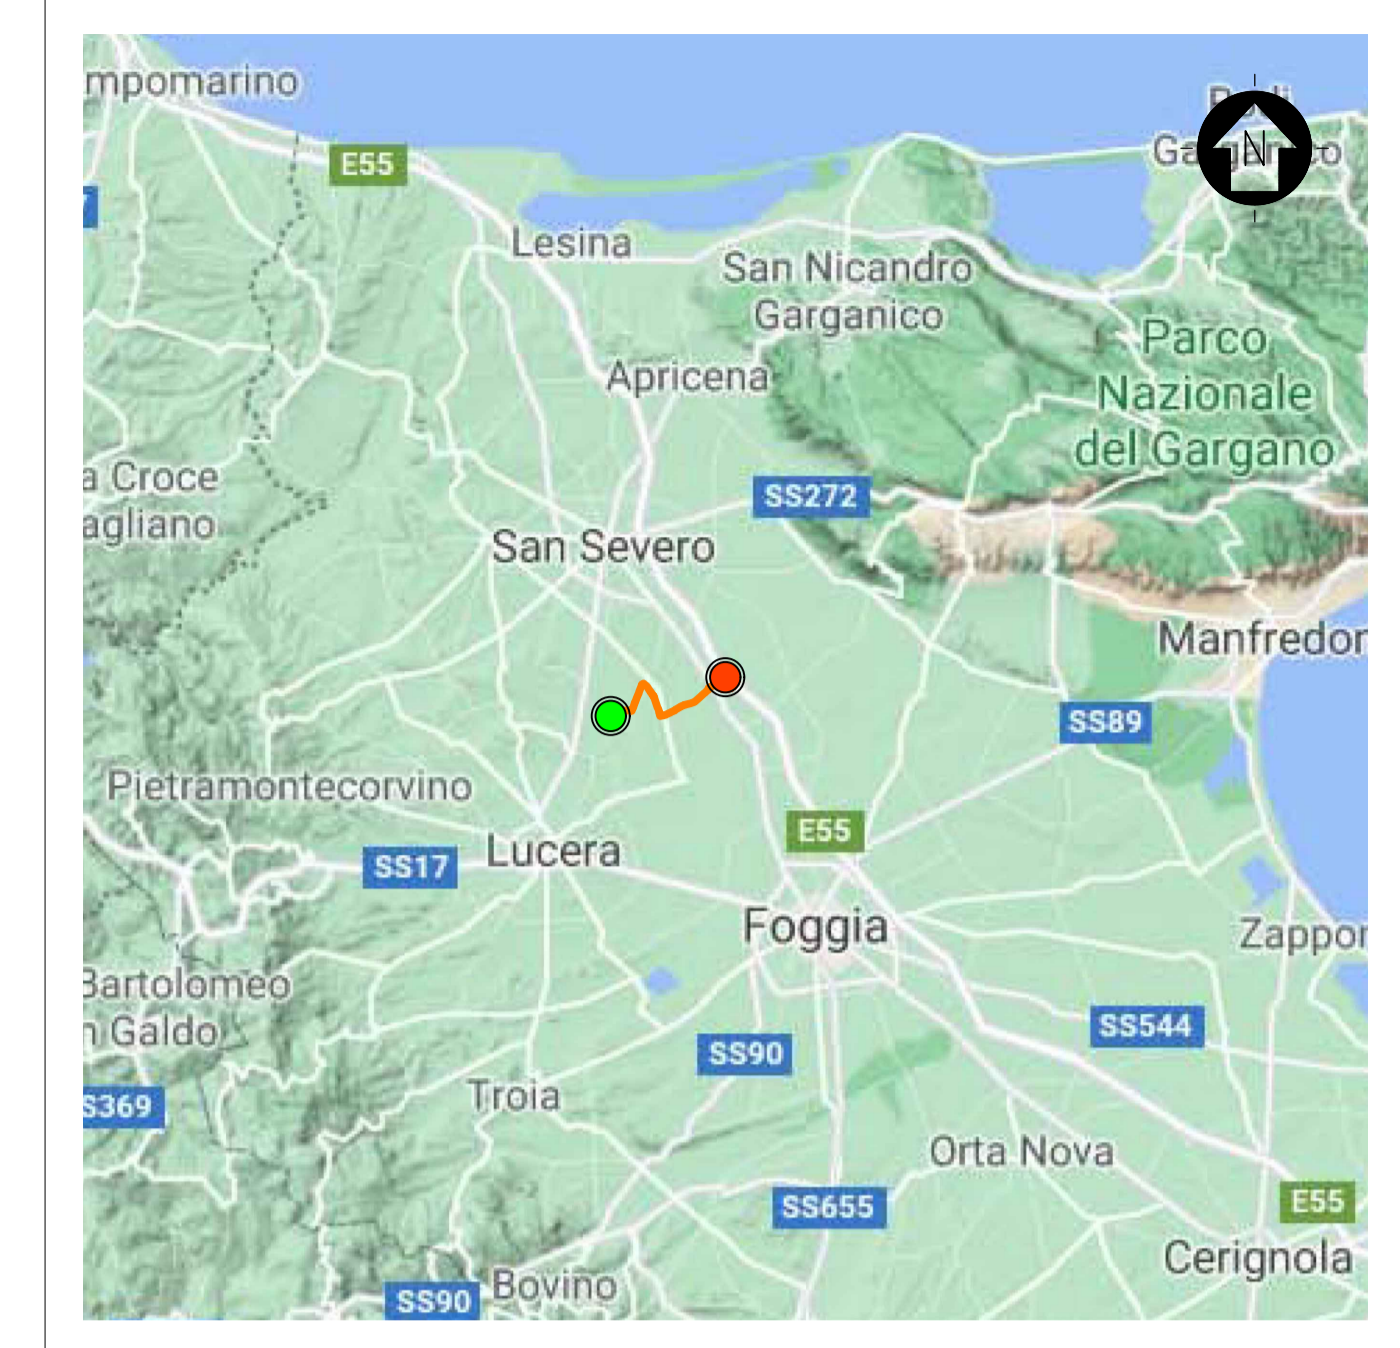 mpomarino
E55
N
Lesina
San Nicandro
Garganico
Apricena
Parco
Nazionale
del Gargano
a Croce
agliano
SS272
San Severo
Manfredor
SS89
Pietramontecorvino
E55
SS17
Lucera
Foggia
Zappor
Bartolomeo
n Galdo
SS544
SS90
S369
Troia
Orta Nova
SS655
E55
Cerignola
Bovino
SS90